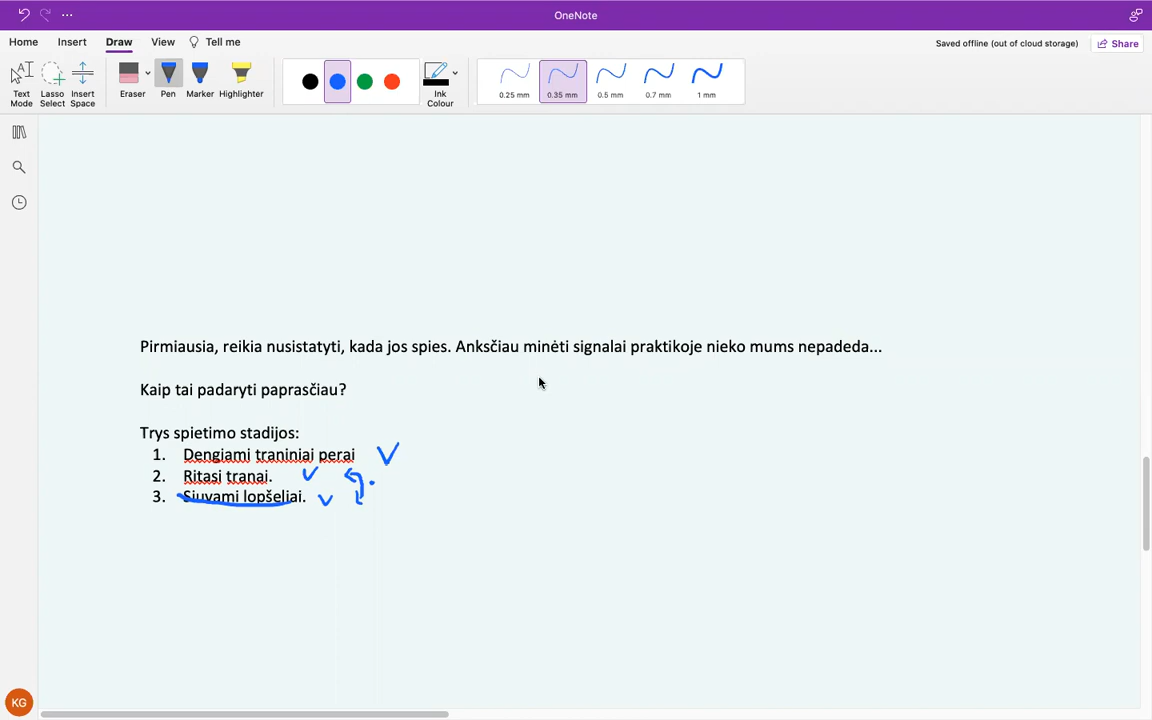 OneNote
Home Insert Draw View Tell me
Saved offline (out of cloud storage) Share
Text Mode
Lasso Select
Insert Space
Eraser
Pen
Marker
Highlighter
Ink Colour
0.25 mm
0.35 mm
0.5 mm
0.7 mm
1 mm
Pirmiausia, reikia nusistatyti, kada jos spies. Anksčiau minėti signalai praktikoje nieko mums nepadeda...
Kaip tai padaryti paprasčiau?
Trys spietimo stadijos:
1. Dengiami traniniai perai V
2. Ritasi tranai. V
3. Siuvami lopšeliai. V
KG